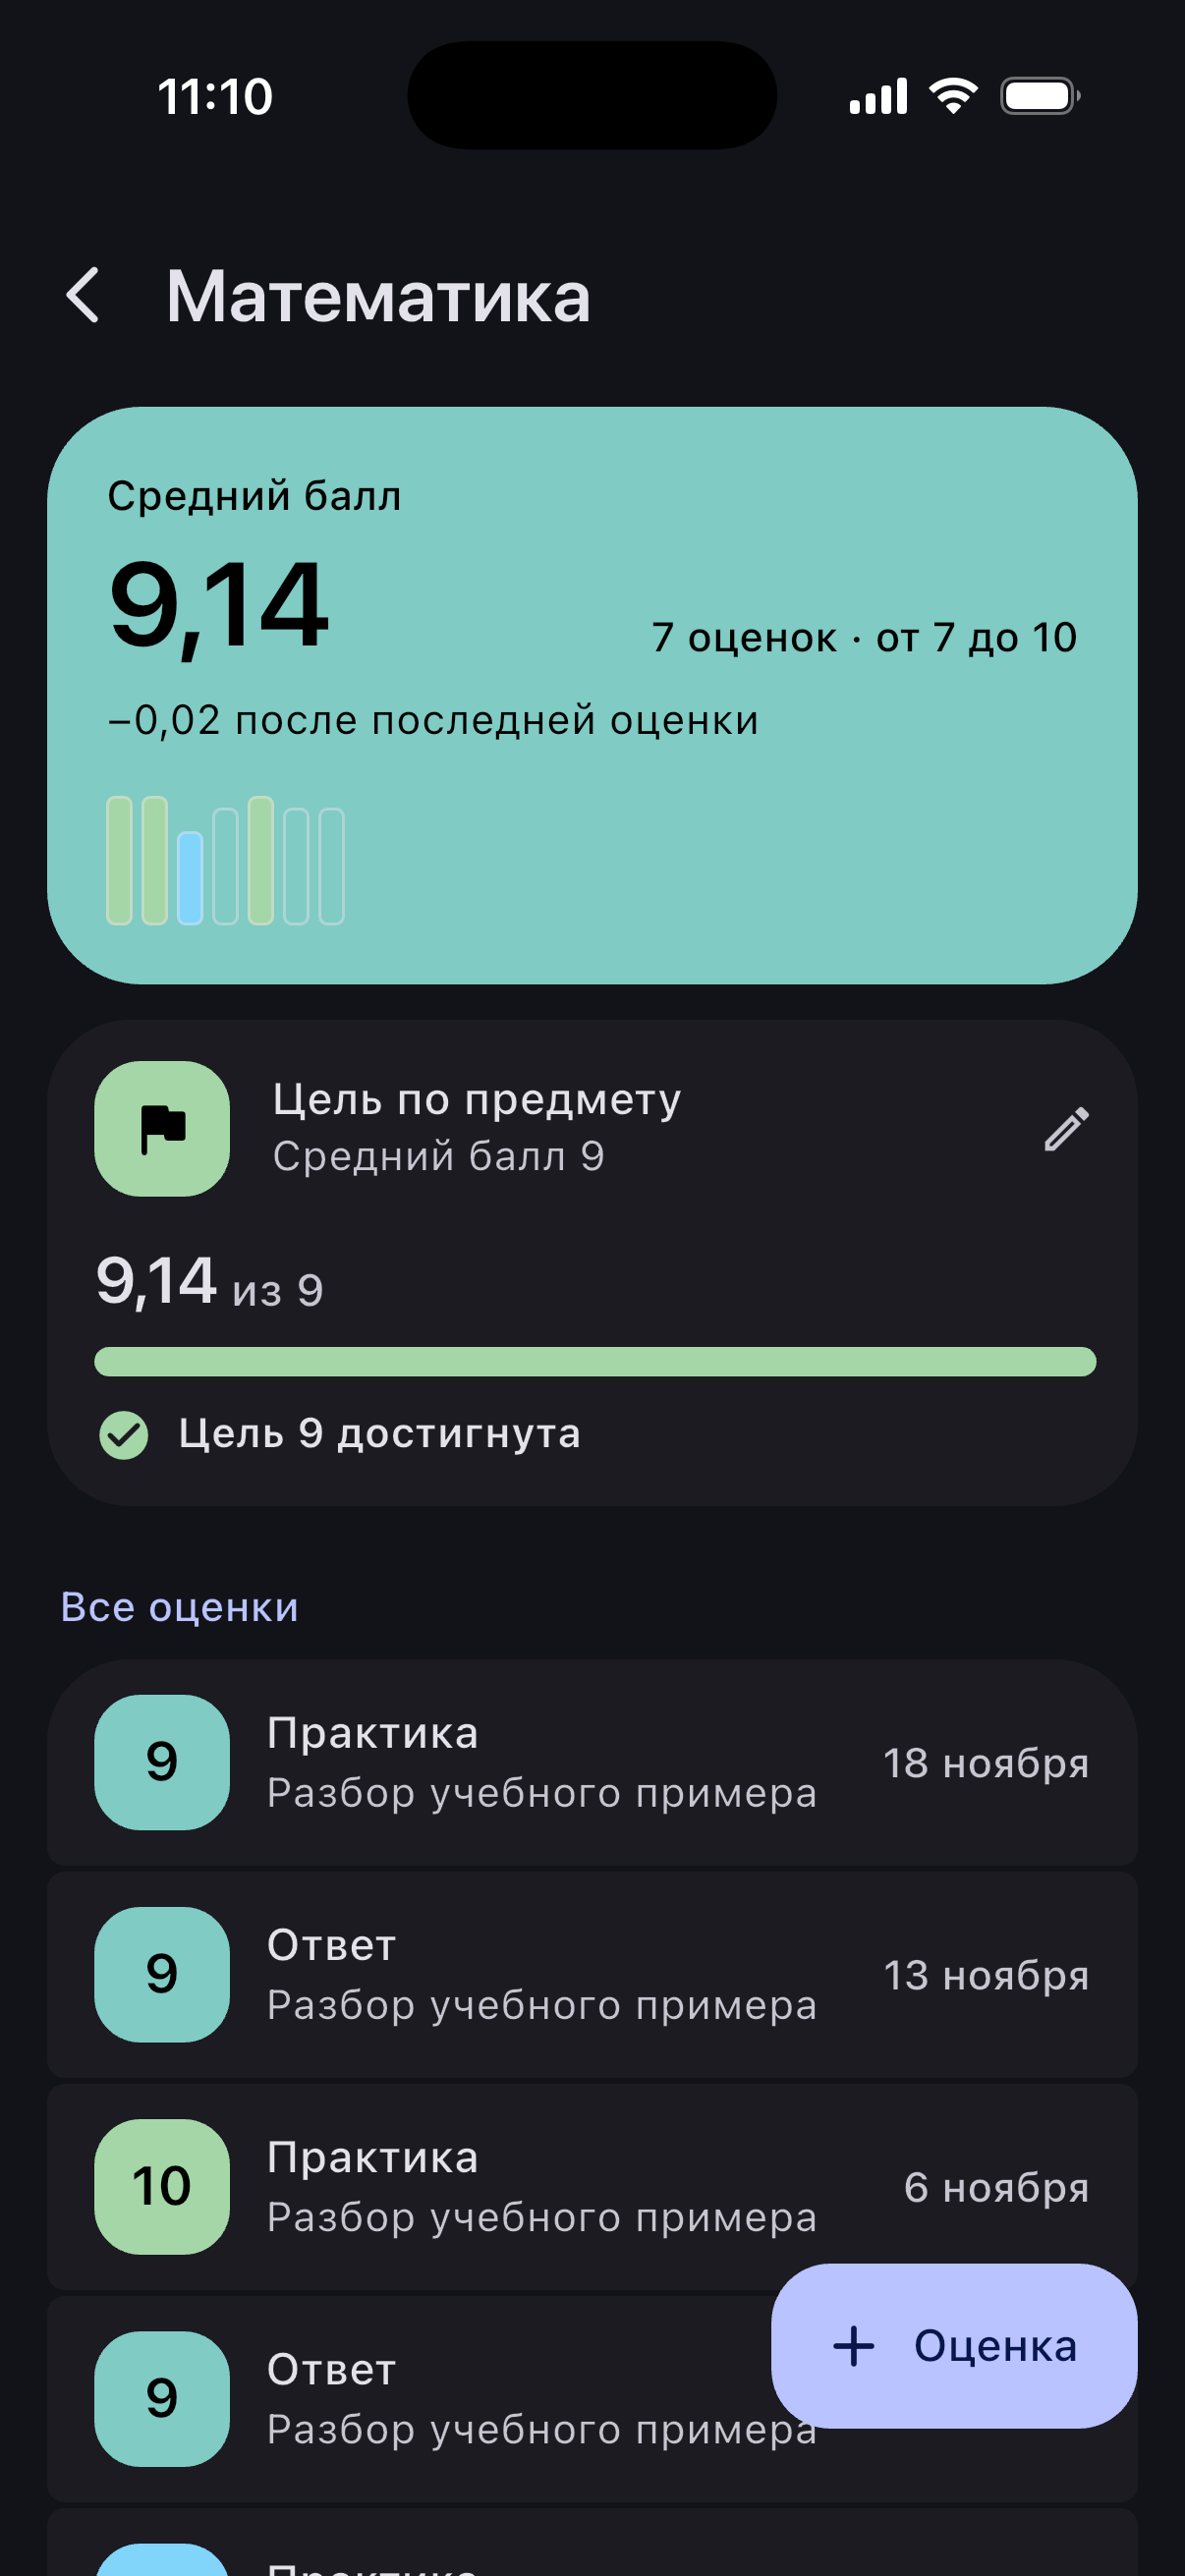 11:10
Математика
Средний балл
9,14
7 оценок · от 7 до 10
−0,02 после последней оценки
Цель по предмету
Средний балл 9
9,14 из 9
Цель 9 достигнута
Все оценки
9
Практика
Разбор учебного примера
18 ноября
9
Ответ
Разбор учебного примера
13 ноября
10
Практика
Разбор учебного примера
6 ноября
9
Ответ
Разбор учебного примера
+ Оценка